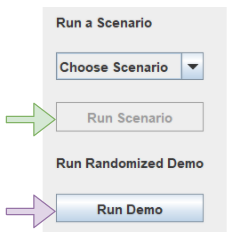 Run a Scenario
Choose Scenario
Run Scenario
Run Randomized Demo
Run Demo